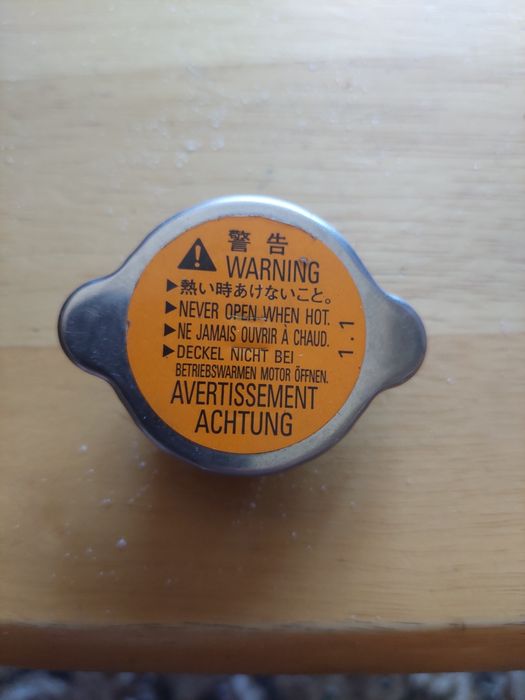 警告
WARNING
▶熱い時あけないこと。
▶NEVER OPEN WHEN HOT.
▶NE JAMAIS OUVRIR À CHAUD.
▶DECKEL NICHT BEI
BETRIEBSWARMEN MOTOR ÖFFNEN.
AVERTISSEMENT
ACHTUNG
1.1